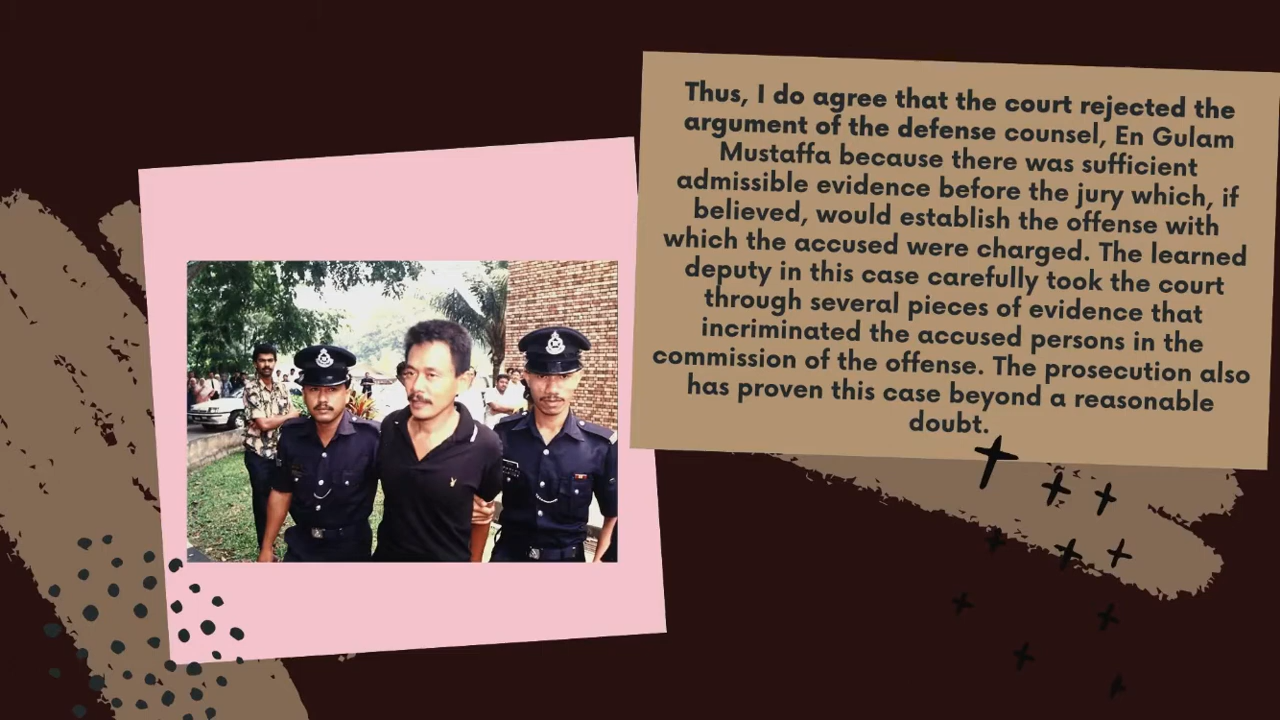 Thus, I do agree that the court rejected the
argument of the defense counsel, En Gulam
Mustaffa because there was sufficient
admissible evidence before the jury which, if
believed, would establish the offense with
which the accused were charged. The learned
deputy in this case carefully took the court
through several pieces of evidence that
incriminated the accused persons in the
commission of the offense. The prosecution also
has proven this case beyond a reasonable
doubt.